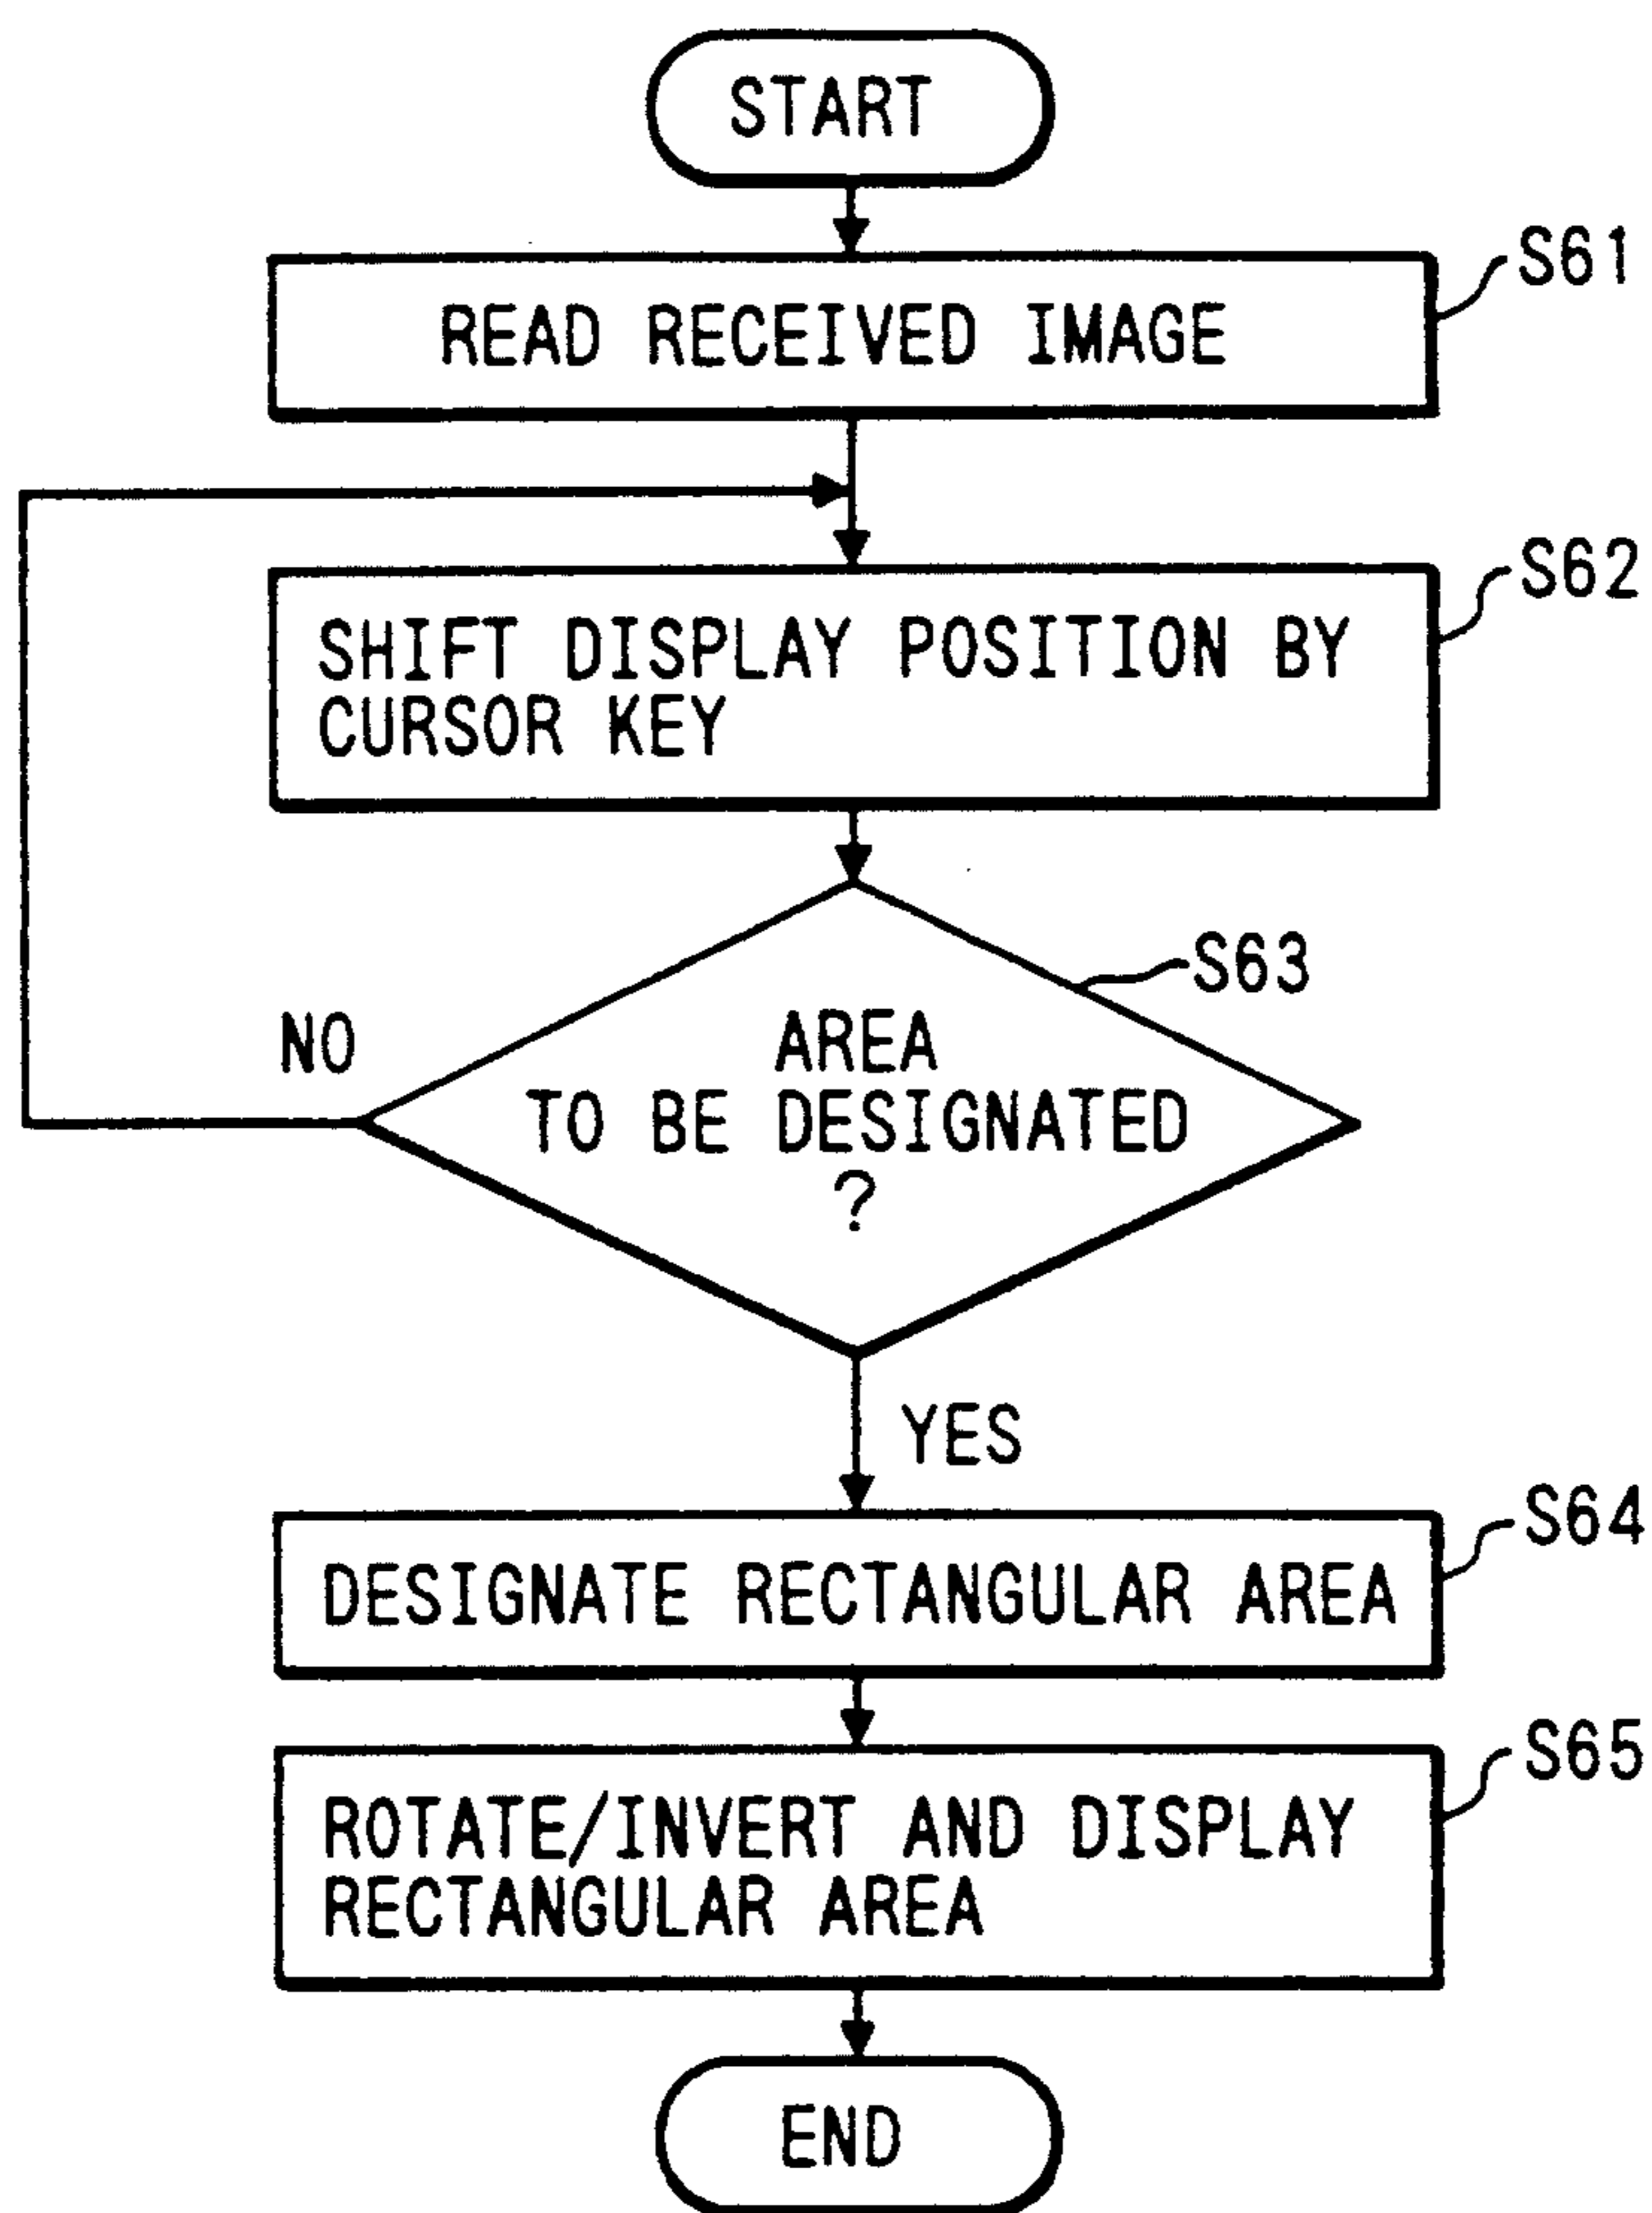 START
S61
READ RECEIVED IMAGE
S62
SHIFT DISPLAY POSITION BY
CURSOR KEY
S63
NO
AREA
TO BE DESIGNATED
?
YES
S64
DESIGNATE RECTANGULAR AREA
S65
ROTATE/INVERT AND DISPLAY
RECTANGULAR AREA
END